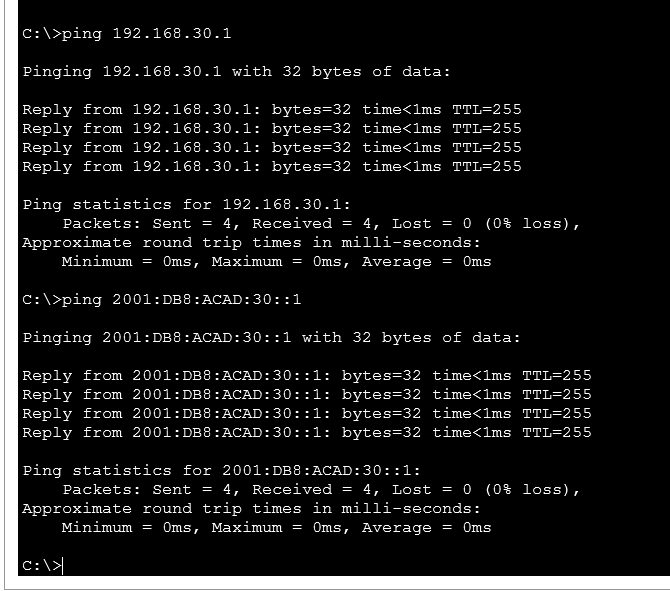 C:\>ping 192.168.30.1
Pinging 192.168.30.1 with 32 bytes of data:
Reply from 192.168.30.1: bytes=32 time<1ms TTL=255
Reply from 192.168.30.1: bytes=32 time<1ms TTL=255
Reply from 192.168.30.1: bytes=32 time<1ms TTL=255
Reply from 192.168.30.1: bytes=32 time<1ms TTL=255
Ping statistics for 192.168.30.1:
    Packets: Sent = 4, Received = 4, Lost = 0 (0% loss),
Approximate round trip times in milli-seconds:
    Minimum = 0ms, Maximum = 0ms, Average = 0ms
C:\>ping 2001:DB8:ACAD:30::1
Pinging 2001:DB8:ACAD:30::1 with 32 bytes of data:
Reply from 2001:DB8:ACAD:30::1: bytes=32 time<1ms TTL=255
Reply from 2001:DB8:ACAD:30::1: bytes=32 time<1ms TTL=255
Reply from 2001:DB8:ACAD:30::1: bytes=32 time<1ms TTL=255
Reply from 2001:DB8:ACAD:30::1: bytes=32 time<1ms TTL=255
Ping statistics for 2001:DB8:ACAD:30::1:
    Packets: Sent = 4, Received = 4, Lost = 0 (0% loss),
Approximate round trip times in milli-seconds:
    Minimum = 0ms, Maximum = 0ms, Average = 0ms
C:\>